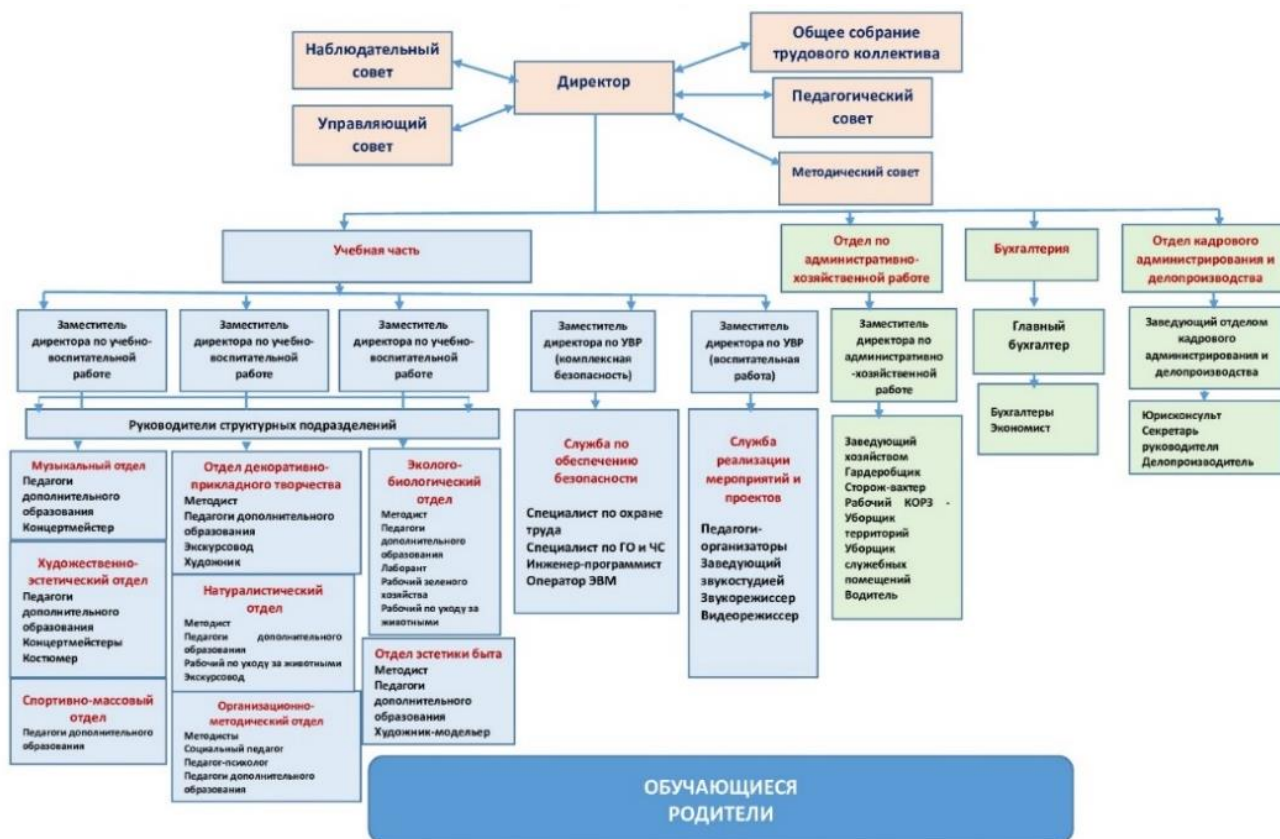 Наблюдательный
совет
Общее собрание
трудового коллектива
Директор
Управляющий
совет
Педагогический
совет
Методический совет
Учебная часть
Отдел по
административно-
хозяйственной работе
Бухгалтерия
Отдел кадрового
администрирования и
делопроизводства
Заместитель
директора по учебно-
воспитательной
работе
Заместитель
директора по учебно-
воспитательной
работе
Заместитель
директора по учебно-
воспитательной
работе
Заместитель
директора по УВР
(комплексная
безопасность)
Заместитель
директора по УВР
(воспитательная
работа)
Заместитель
директора по
административно
-хозяйственной
работе
Главный
бухгалтер
Заведующий отделом
кадрового
администрирования и
делопроизводства
Руководители структурных подразделений
Музыкальный отдел
Педагоги
дополнительного
образования
Концертмейстер
Художественно-
эстетический отдел
Педагоги
дополнительного
образования
Концертмейстеры
Костюмер
Спортивно-массовый
отдел
Педагоги дополнительного
образования
Отдел декоративно-
прикладного творчества
Методист
Педагоги дополнительного
образования
Экскурсовод
Художник
Натуралистический
отдел
Методист
Педагоги дополнительного
образования
Рабочий по уходу за животными
Экскурсовод
Организационно-
методический отдел
Методисты
Социальный педагог
Педагог-психолог
Педагоги дополнительного
образования
Эколого-
биологический
отдел
Методист
Педагоги
дополнительного
образования
Лаборант
Рабочий зеленого
хозяйства
Рабочий по уходу за
животными
Отдел эстетики быта
Методист
Педагоги
дополнительного
образования
Художник-модельер
Служба по
обеспечению
безопасности
Специалист по охране
труда
Специалист по ГО и ЧС
Инженер-программист
Оператор ЭВМ
Служба
реализации
мероприятий и
проектов
Педагоги-
организаторы
Заведующий
звукостудией
Звукорежиссер
Видеорежиссер
Заведующий
хозяйством
Гардеробщик
Сторож-вахтер
Рабочий КОРЗ -
Уборщик
территорий
Уборщик
служебных
помещений
Водитель
Бухгалтеры
Экономист
Юрисконсульт
Секретарь
руководителя
Делопроизводитель
ОБУЧАЮЩИЕСЯ
РОДИТЕЛИ